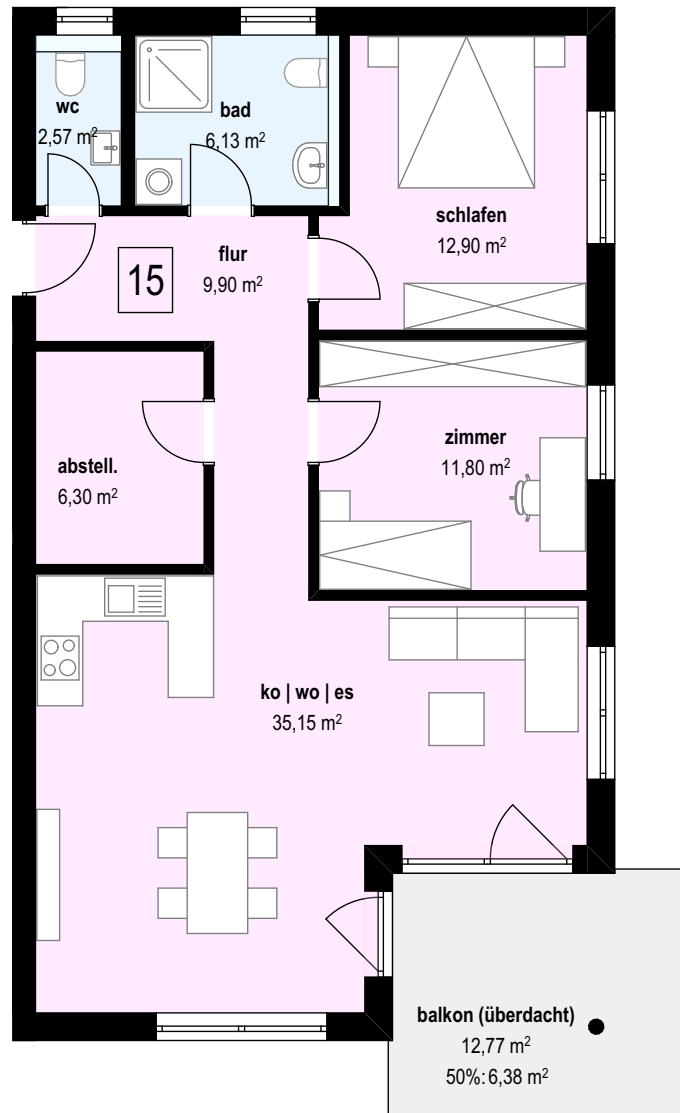 wc
2,57 m²
bad
6,13 m²
schlafen
12,90 m²
flur
9,90 m²
15
zimmer
11,80 m²
abstell.
6,30 m²
ko | wo | es
35,15 m²
balkon (überdacht)
12,77 m²
50%: 6,38 m²